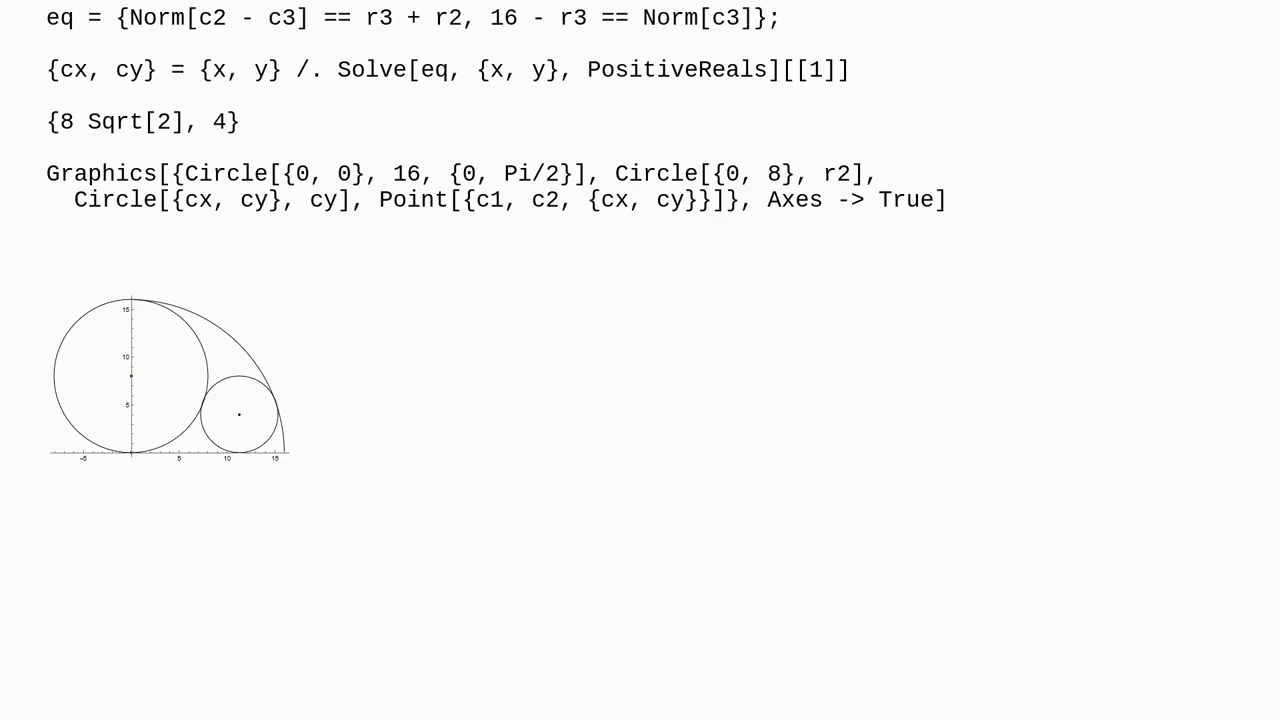 eq = {Norm[c2 - c3] == r3 + r2, 16 - r3 == Norm[c3]};
{cx, cy} = {x, y} /. Solve[eq, {x, y}, PositiveReals][[1]]
{8 Sqrt[2], 4}
Graphics[{Circle[{0, 0}, 16, {0, Pi/2}], Circle[{0, 8}, r2],
Circle[{cx, cy}, cy], Point[{c1, c2, {cx, cy}}]}, Axes -> True]
15
10
5
-5 5 10 15